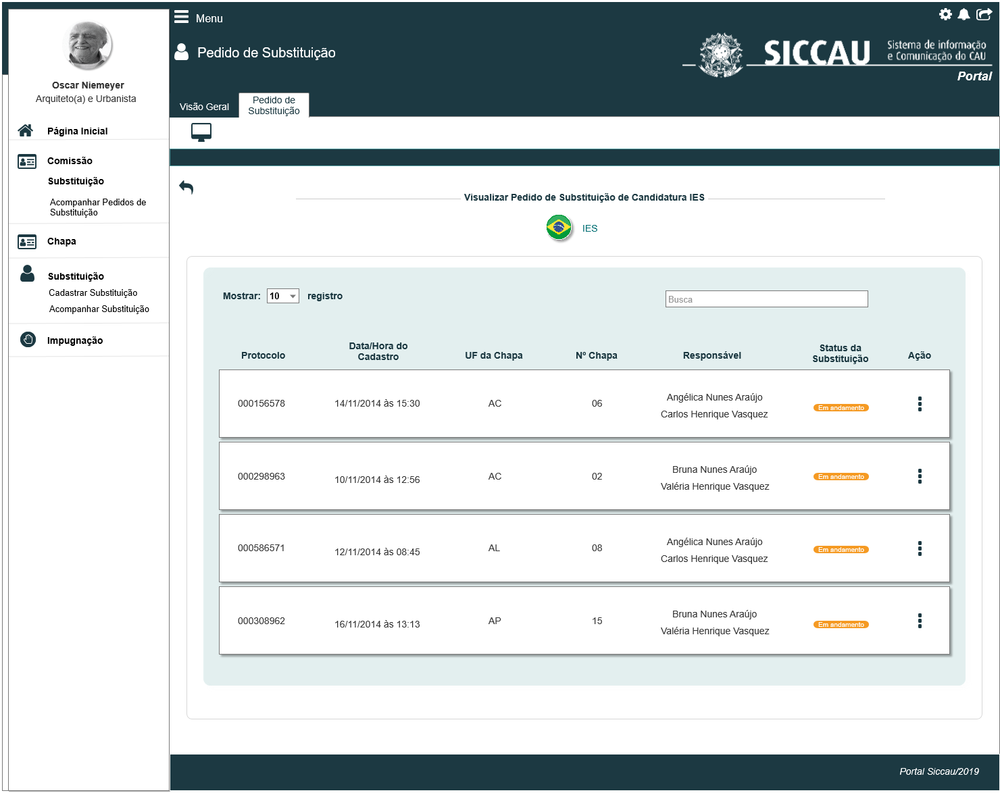 Menu
Pedido de Substituição
SICCAU
Sistema de informação
e Comunicação do CAU
Portal
Oscar Niemeyer
Arquiteto(a) e Urbanista
Página Inicial
Comissão
Substituição
Acompanhar Pedidos de
Substituição
Chapa
Substituição
Cadastrar Substituição
Acompanhar Substituição
Impugnação
Visão Geral
Pedido de
Substituição
Visualizar Pedido de Substituição de Candidatura IES
IES
Mostrar: 10 registro
Busca
Protocolo
Data/Hora do
Cadastro
UF da Chapa
Nº Chapa
Responsável
Status da
Substituição
Ação
000156578
14/11/2014 às 15:30
AC
06
Angélica Nunes Araújo
Carlos Henrique Vasquez
Em andamento
000298963
10/11/2014 às 12:56
AC
02
Bruna Nunes Araújo
Valéria Henrique Vasquez
Em andamento
000586571
12/11/2014 às 08:45
AL
08
Angélica Nunes Araújo
Carlos Henrique Vasquez
Em andamento
000308962
16/11/2014 às 13:13
AP
15
Bruna Nunes Araújo
Valéria Henrique Vasquez
Em andamento
Portal Siccau/2019